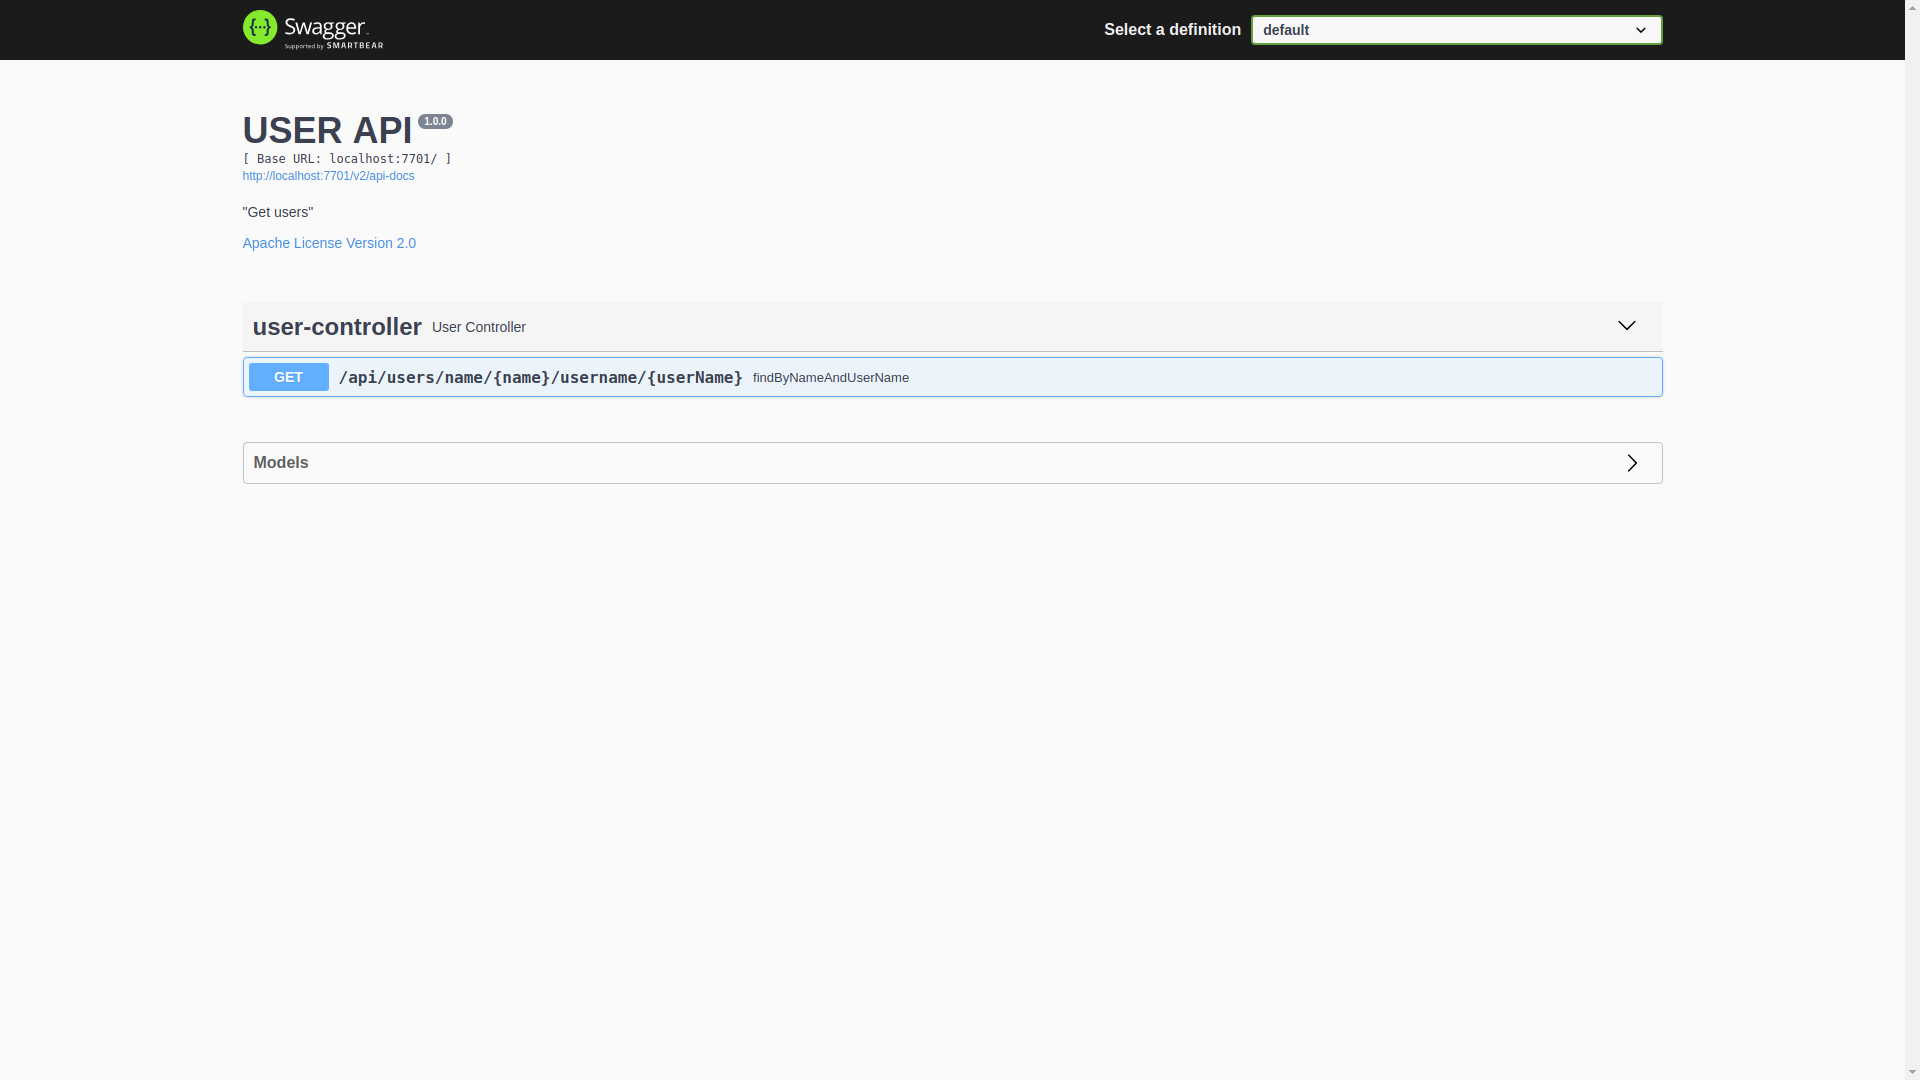 Swagger
Supported by SMARTBEAR
Select a definition
default
USER API 1.0.0
[ Base URL: localhost:7701/ ]
http://localhost:7701/v2/api-docs
"Get users"
Apache License Version 2.0
user-controller User Controller
GET /api/users/name/{name}/username/{userName} findByNameAndUserName
Models